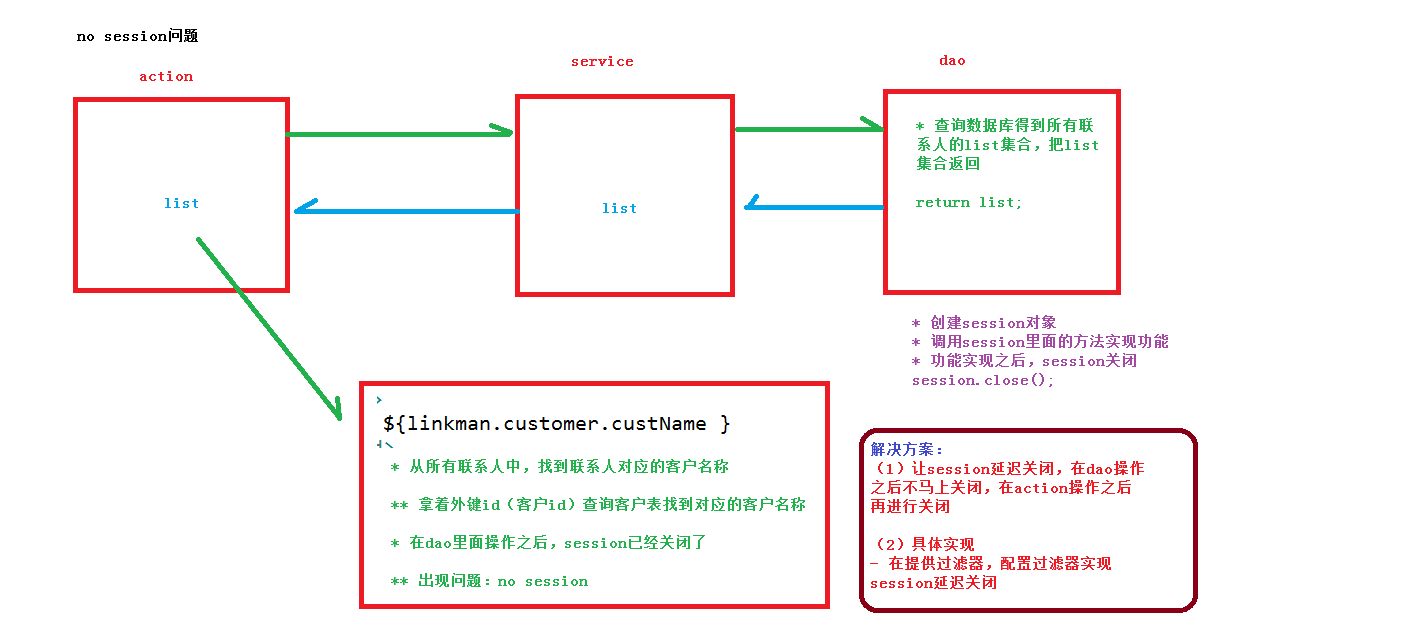 no session问题
action
service
dao
list
list
* 查询数据库得到所有联
系人的list集合，把list
集合返回
return list;
* 创建session对象
* 调用session里面的方法实现功能
* 功能实现之后，session关闭
session.close();
${linkman.customer.custName }
* 从所有联系人中，找到联系人对应的客户名称
** 拿着外键id（客户id）查询客户表找到对应的客户名称
* 在dao里面操作之后，session已经关闭了
** 出现问题：no session
解决方案：
（1）让session延迟关闭，在dao操作
之后不马上关闭，在action操作之后
再进行关闭
（2）具体实现
- 在提供过滤器，配置过滤器实现
session延迟关闭